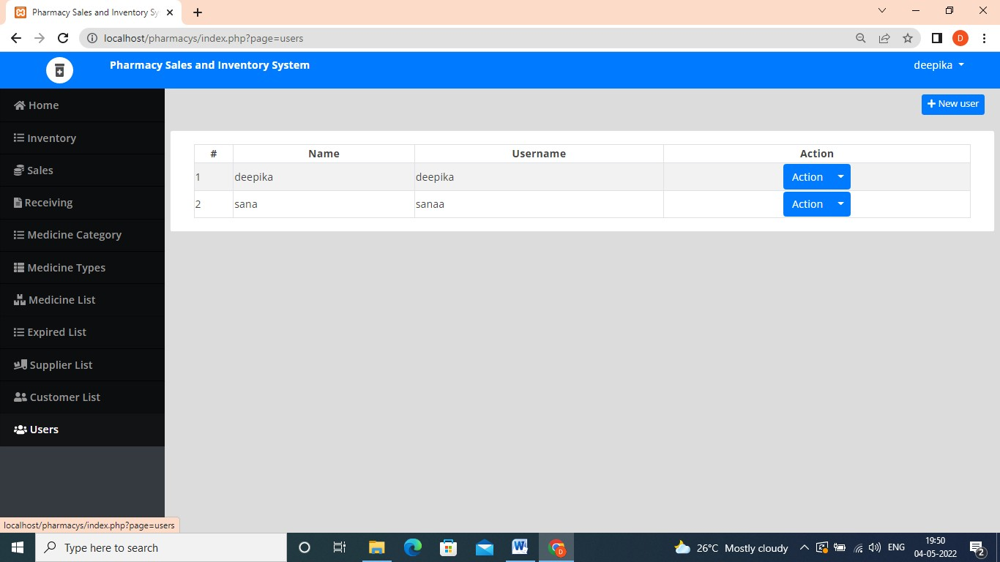 Pharmacy Sales and Inventory Sy
localhost/pharmacys/index.php?page=users
D
Pharmacy Sales and Inventory System
deepika
Home
Inventory
Sales
Receiving
Medicine Category
Medicine Types
Medicine List
Expired List
Supplier List
Customer List
Users
+ New user
# Name Username Action
1 deepika deepika Action
2 sana sanaa Action
localhost/pharmacys/index.php?page=users
Type here to search
W
D
26°C Mostly cloudy
ENG
19:50
04-05-2022
2